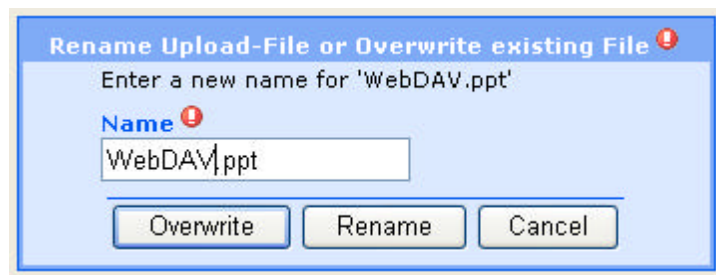 Rename Upload-File or Overwrite existing File
Enter a new name for 'WebDAV.ppt'
Name
WebDAV.ppt
Overwrite Rename Cancel